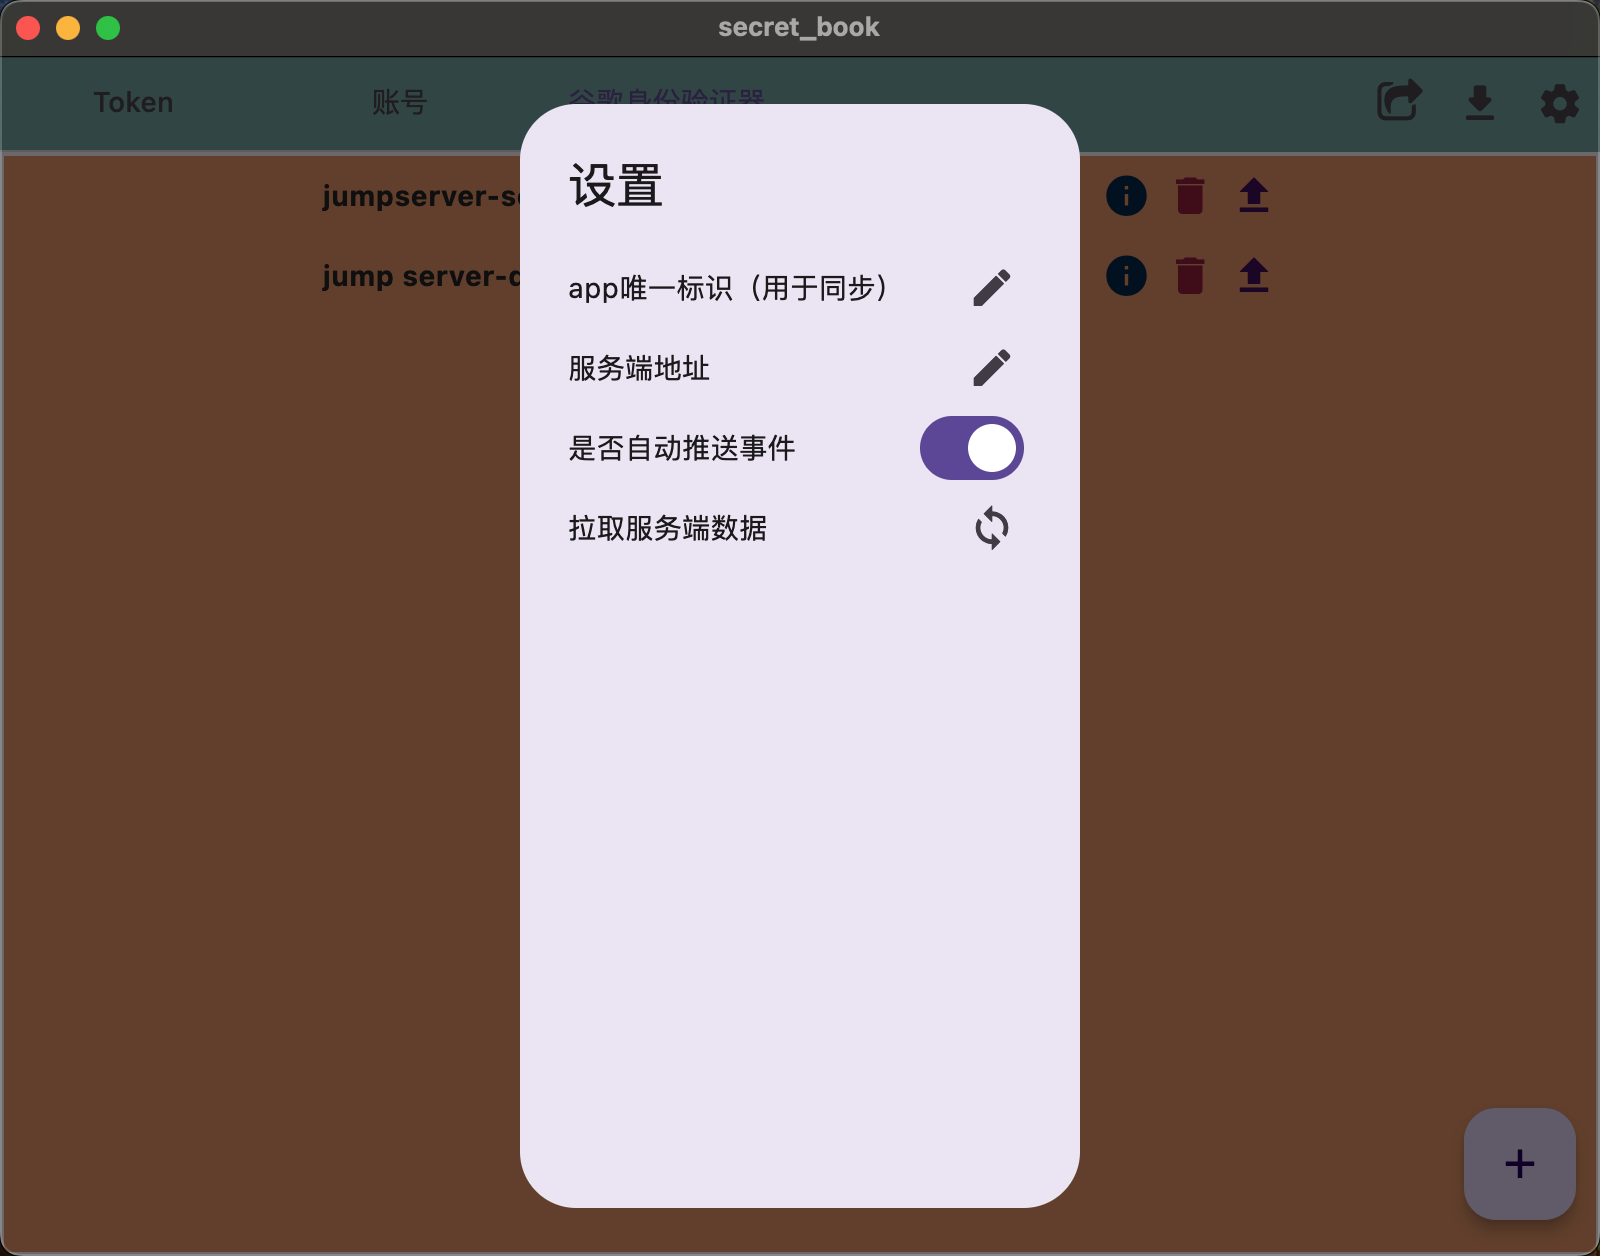 secret_book
Token
账号
谷歌身份验证器
jumpserver-s
jump server-
设置
app唯一标识（用于同步）
服务端地址
是否自动推送事件
拉取服务端数据